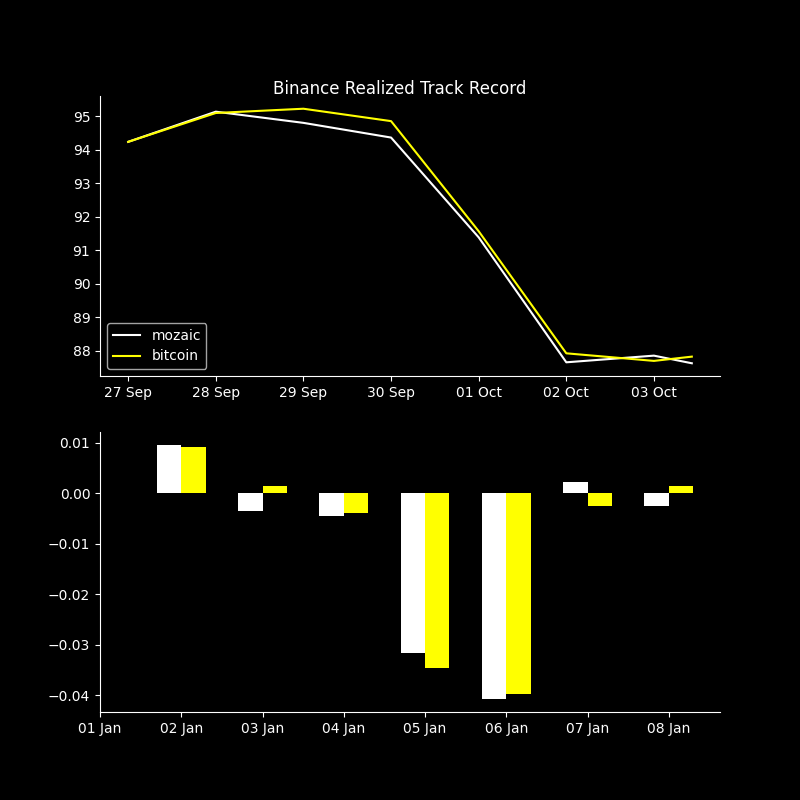 Binance Realized Track Record
95
94
93
92
91
90
89
88
mozaic
bitcoin
27 Sep 28 Sep 29 Sep 30 Sep 01 Oct 02 Oct 03 Oct
0.01
0.00
−0.01
−0.02
−0.03
−0.04
01 Jan 02 Jan 03 Jan 04 Jan 05 Jan 06 Jan 07 Jan 08 Jan